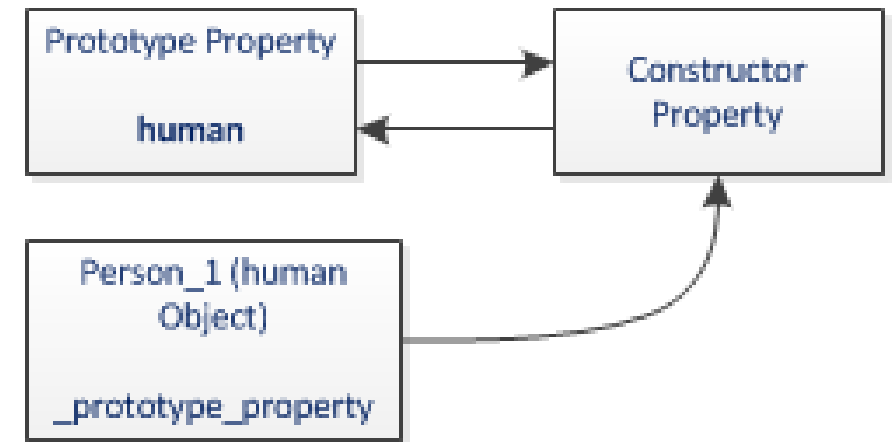 Prototype Property
human
Constructor
Property
Person_1 (human
Object)
_prototype_property